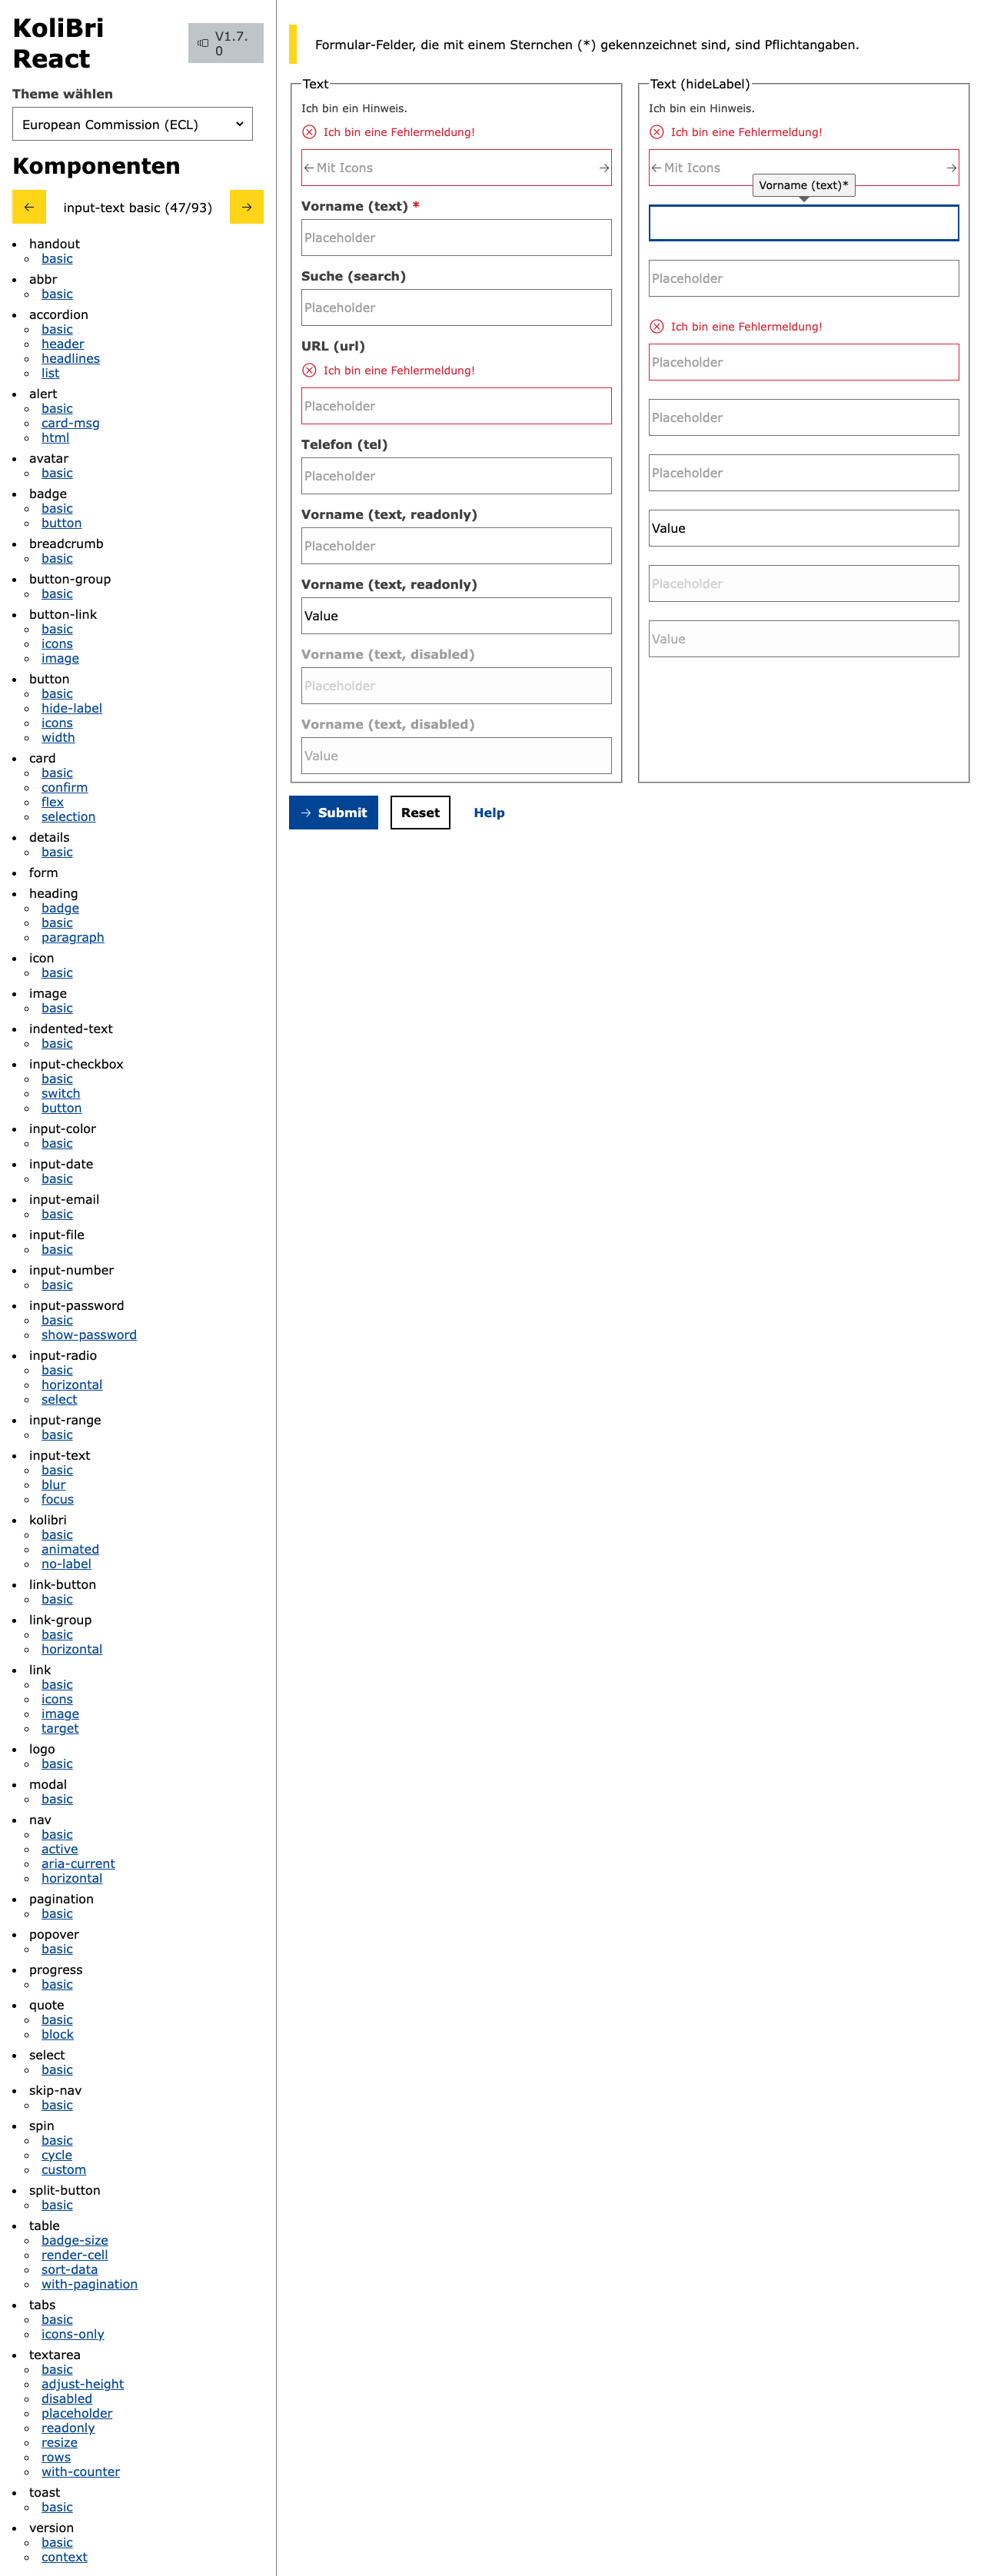 KoliBri
React
V1.7.
0
Theme wählen
European Commission (ECL)
Komponenten
input-text basic (47/93)
handout
basic
abbr
basic
accordion
basic
header
headlines
list
alert
basic
card-msg
html
avatar
basic
badge
basic
button
breadcrumb
basic
button-group
basic
button-link
basic
icons
image
button
basic
hide-label
icons
width
card
basic
confirm
flex
selection
details
basic
form
heading
badge
basic
paragraph
icon
basic
image
basic
indented-text
basic
input-checkbox
basic
switch
button
input-color
basic
input-date
basic
input-email
basic
input-file
basic
input-number
basic
input-password
basic
show-password
input-radio
basic
horizontal
select
input-range
basic
input-text
basic
blur
focus
kolibri
basic
animated
no-label
link-button
basic
link-group
basic
horizontal
link
basic
icons
image
target
logo
basic
modal
basic
nav
basic
active
aria-current
horizontal
pagination
basic
popover
basic
progress
basic
quote
basic
block
select
basic
skip-nav
basic
spin
basic
cycle
custom
split-button
basic
table
badge-size
render-cell
sort-data
with-pagination
tabs
basic
icons-only
textarea
basic
adjust-height
disabled
placeholder
readonly
resize
rows
with-counter
toast
basic
version
basic
context
Formular-Felder, die mit einem Sternchen (*) gekennzeichnet sind, sind Pflichtangaben.
Text
Ich bin ein Hinweis.
Ich bin eine Fehlermeldung!
Mit Icons
Vorname (text) *
Placeholder
Suche (search)
Placeholder
URL (url)
Ich bin eine Fehlermeldung!
Placeholder
Telefon (tel)
Placeholder
Vorname (text, readonly)
Placeholder
Vorname (text, readonly)
Value
Vorname (text, disabled)
Placeholder
Vorname (text, disabled)
Value
Text (hideLabel)
Ich bin ein Hinweis.
Ich bin eine Fehlermeldung!
Mit Icons
Vorname (text)*
Placeholder
Ich bin eine Fehlermeldung!
Placeholder
Placeholder
Placeholder
Value
Placeholder
Value
Submit
Reset
Help